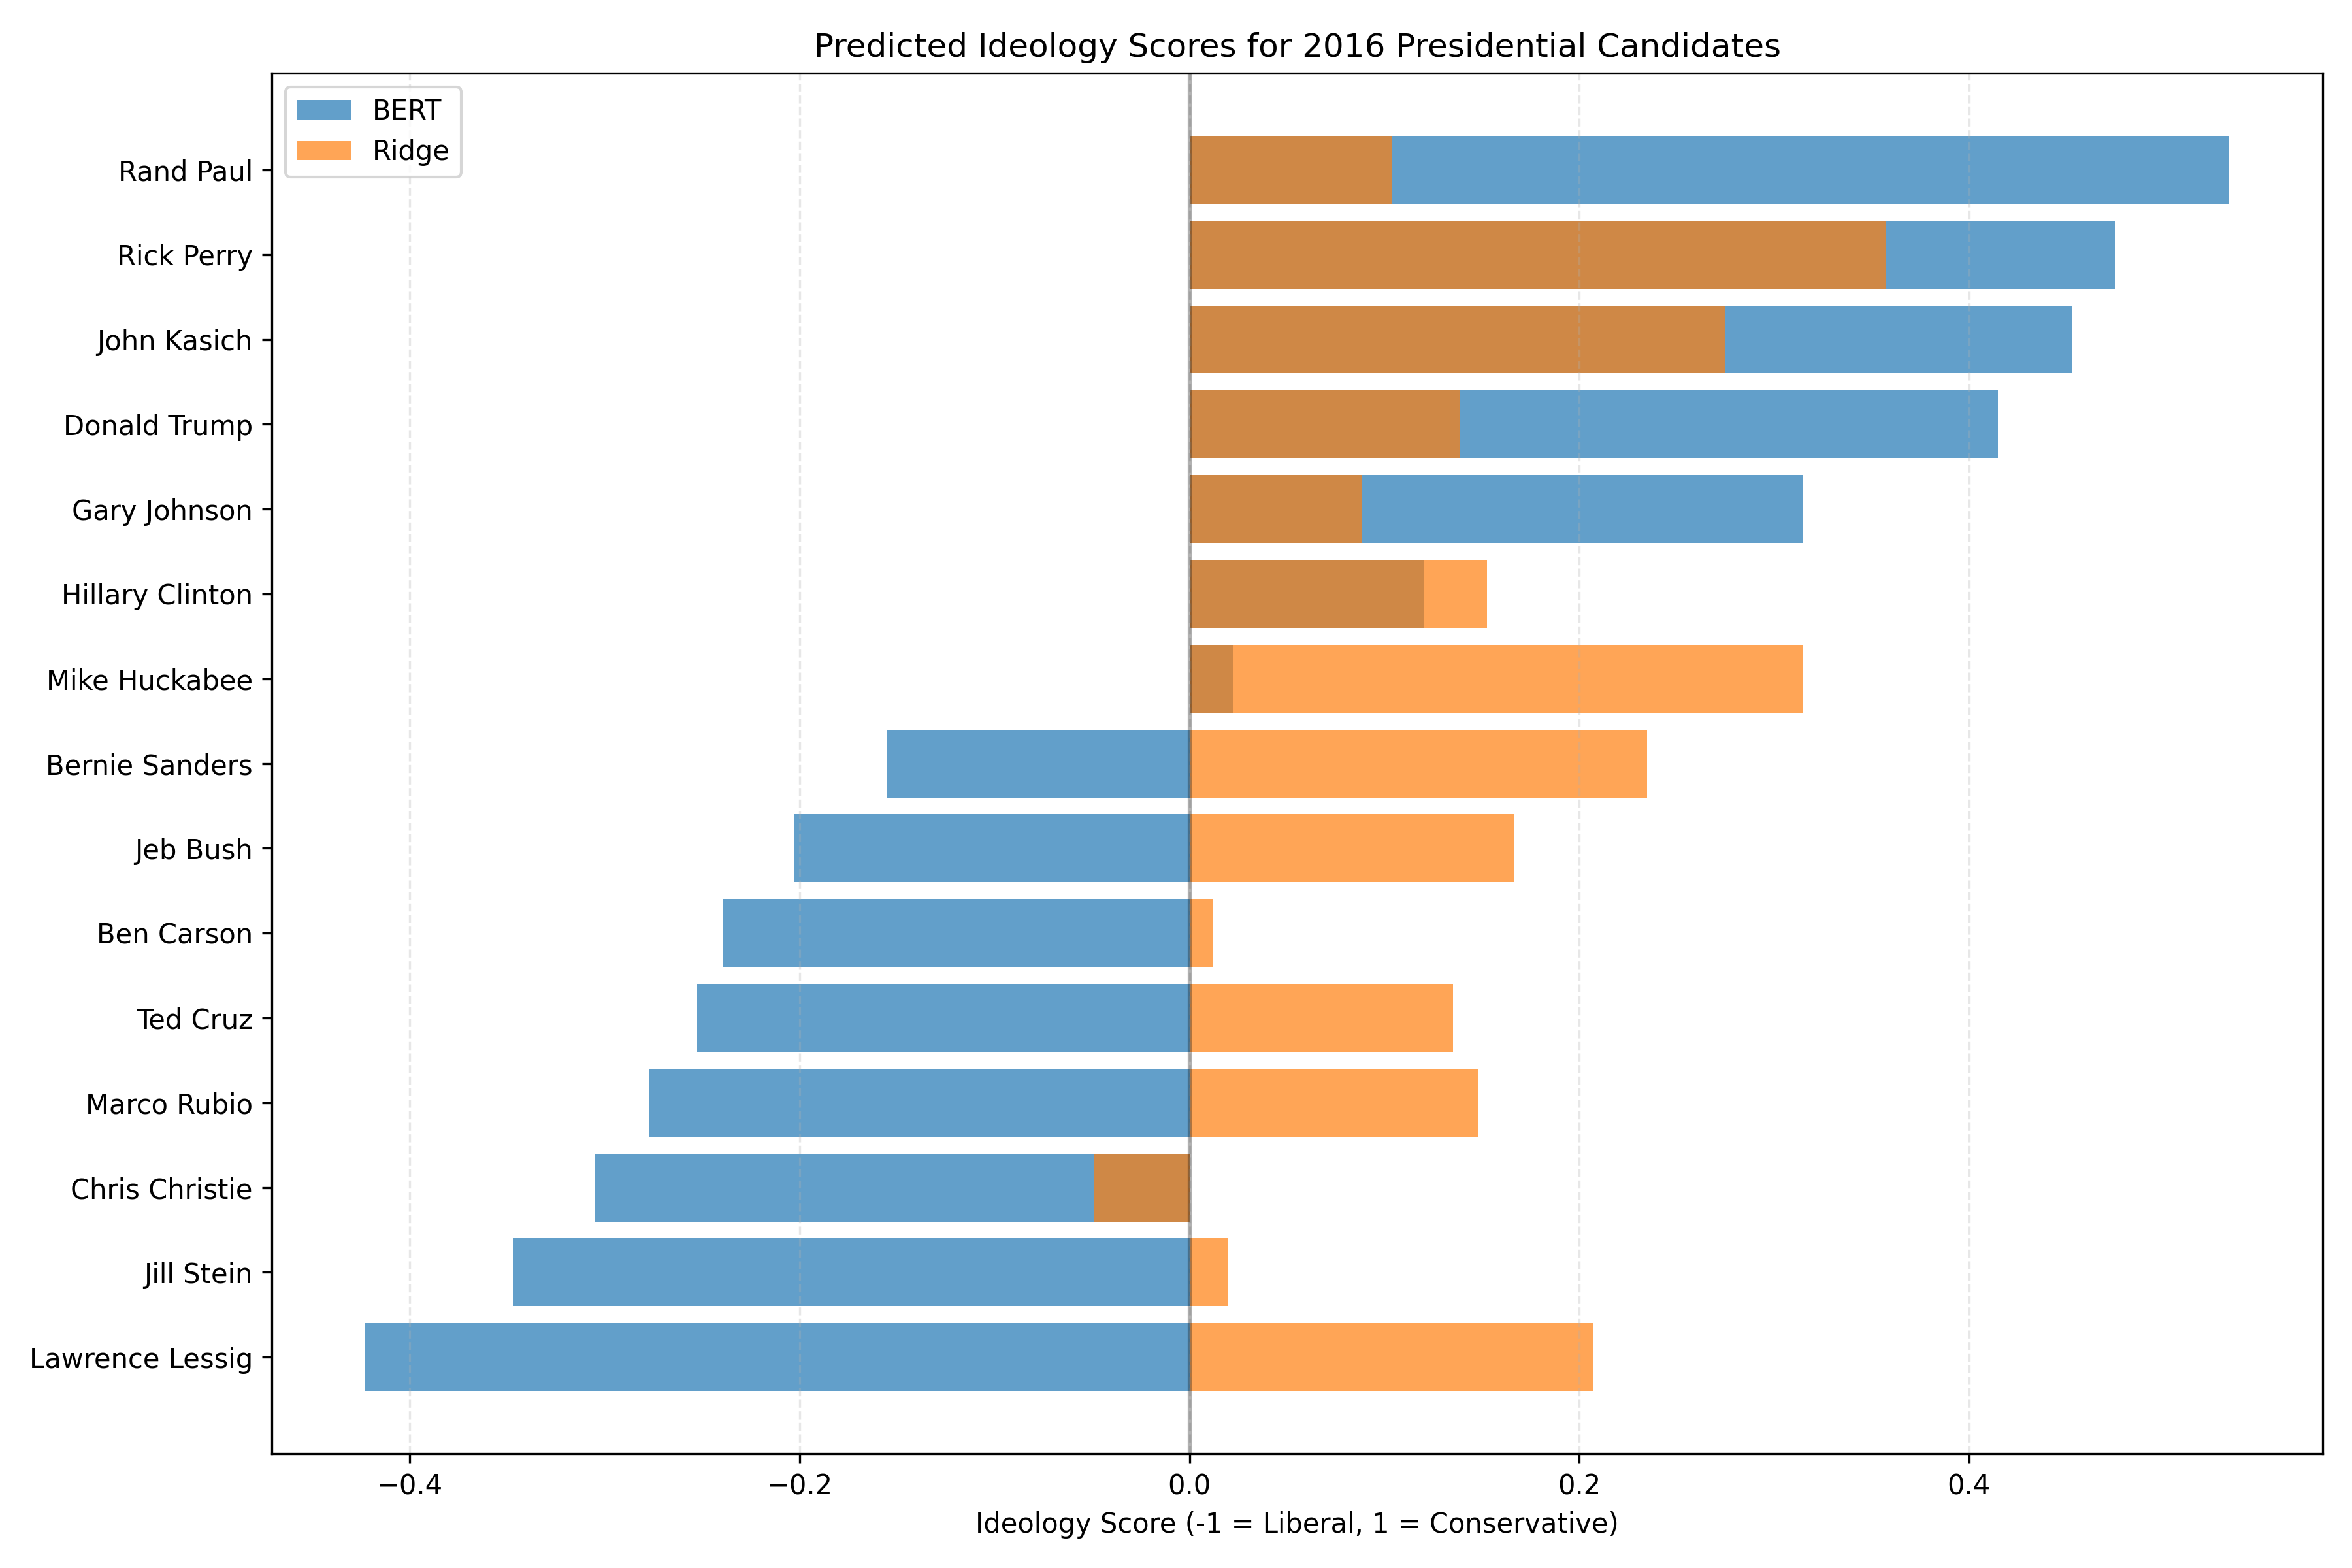 Predicted Ideology Scores for 2016 Presidential Candidates
BERT
Ridge
Rand Paul
Rick Perry
John Kasich
Donald Trump
Gary Johnson
Hillary Clinton
Mike Huckabee
Bernie Sanders
Jeb Bush
Ben Carson
Ted Cruz
Marco Rubio
Chris Christie
Jill Stein
Lawrence Lessig
−0.4 −0.2 0.0 0.2 0.4
Ideology Score (-1 = Liberal, 1 = Conservative)